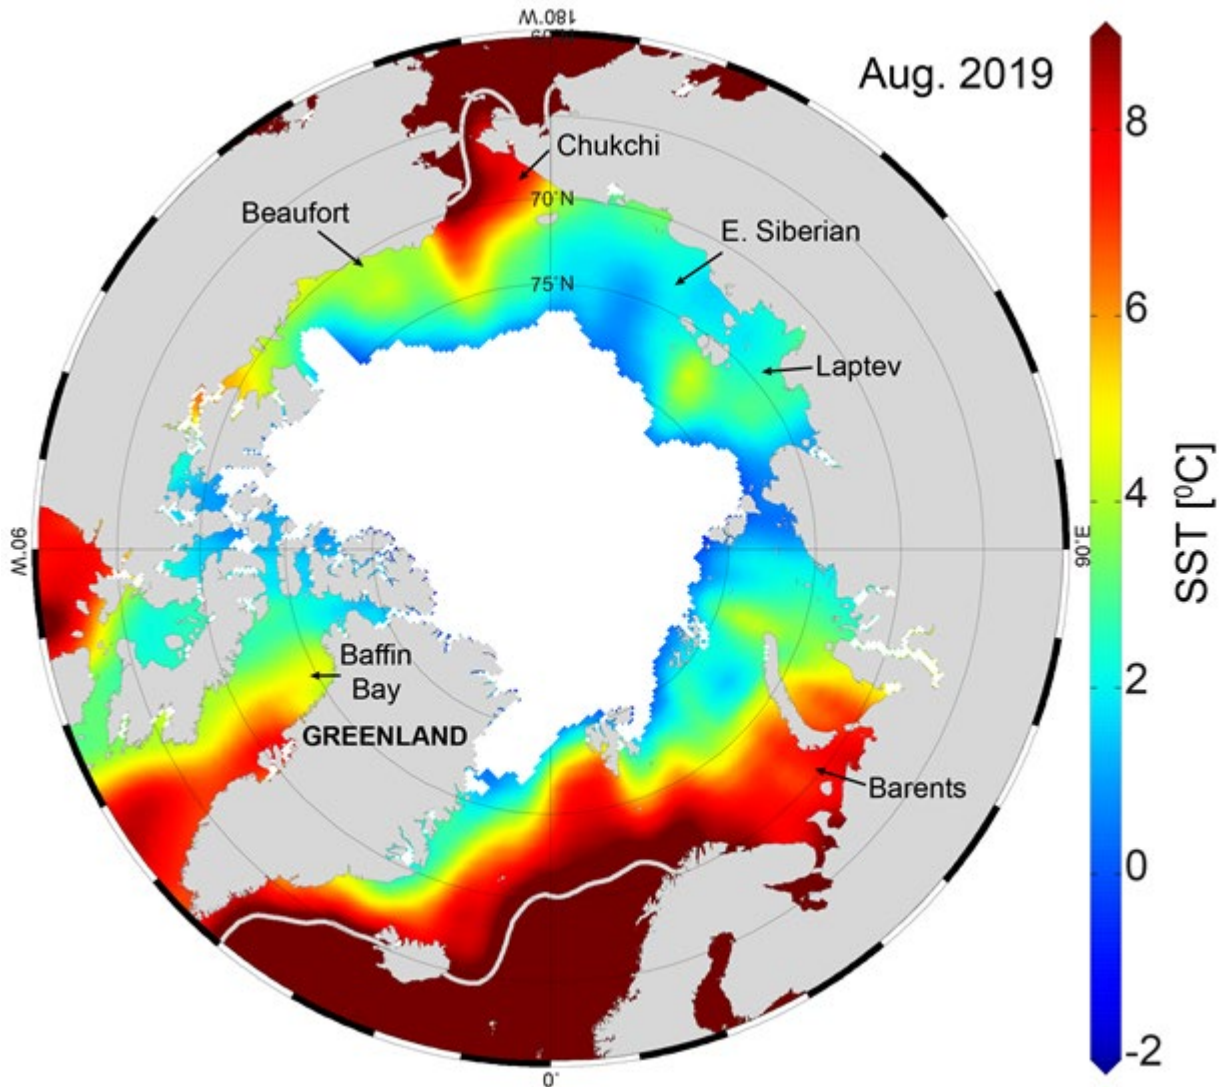 180°W
Aug. 2019
8
Chukchi
70°N
Beaufort
E. Siberian
75°N
6
Laptev
4
SST [⁰C]
90°W
90°E
2
Baffin
Bay
GREENLAND
Barents
0
-2
0°